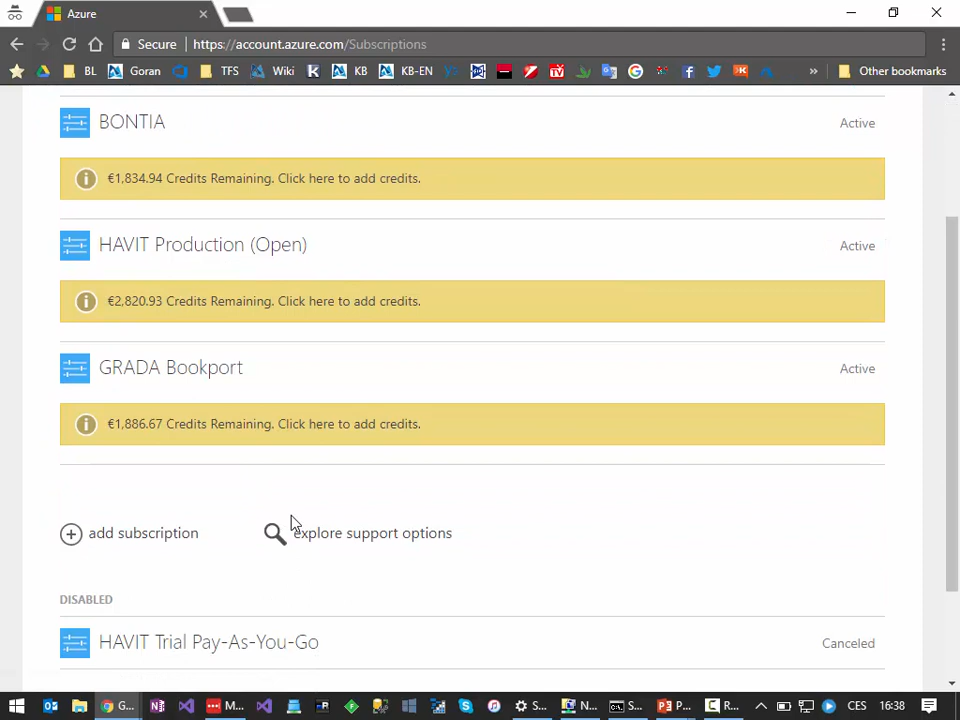 Azure
Secure https://account.azure.com/Subscriptions
BL Goran TFS Wiki KB KB-EN » Other bookmarks
BONTIA Active
€1,834.94 Credits Remaining. Click here to add credits.
HAVIT Production (Open) Active
€2,820.93 Credits Remaining. Click here to add credits.
GRADA Bookport Active
€1,886.67 Credits Remaining. Click here to add credits.
add subscription explore support options
DISABLED
HAVIT Trial Pay-As-You-Go Canceled
G... M... S... N... S... P... R... CES 16:38